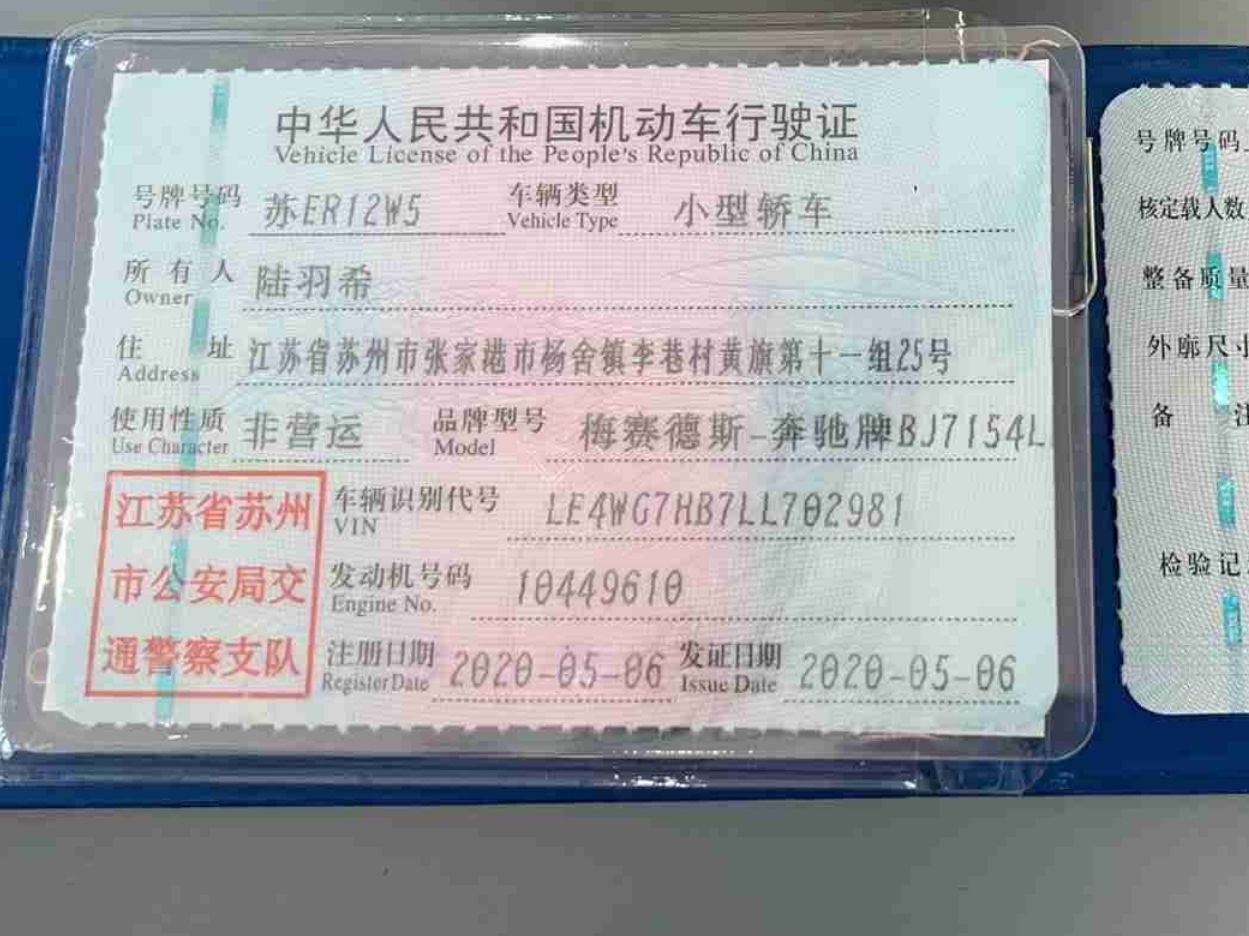 中华人民共和国机动车行驶证
Vehicle License of the People's Republic of China
号牌号码 苏ER12W5 车辆类型 小型轿车
Plate No. Vehicle Type
所有人 陆羽希
Owner
住址 江苏省苏州市张家港市杨舍镇李巷村黄旗第十一组25号
Address
使用性质 非营运 品牌型号 梅赛德斯-奔驰牌BJ7154L
Use Character Model
江苏省苏州
市公安局交
通警察支队
车辆识别代号 LE4WG7HB7LL702981
VIN
发动机号码 10449610
Engine No.
注册日期 2020-05-06 发证日期 2020-05-06
Register Date Issue Date
号牌号码
核定载人数
整备质量
外廓尺寸
备注
检验记